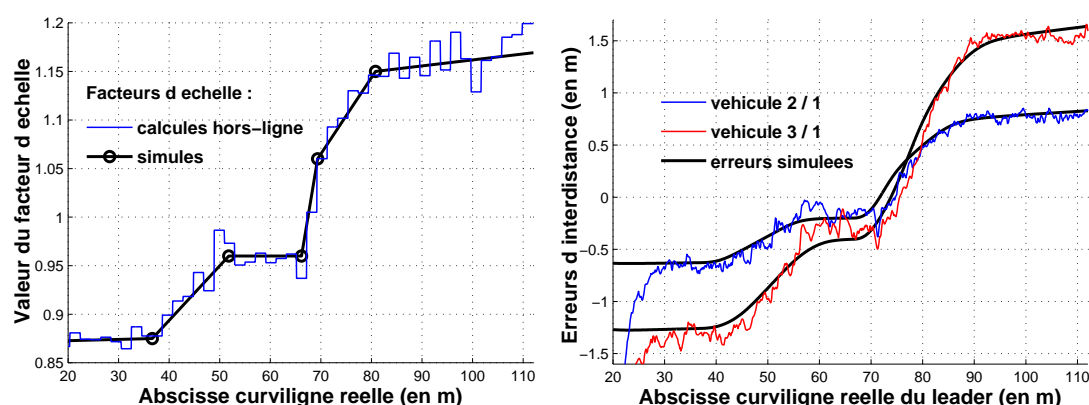 1.2
1.15
1.1
1.05
1
0.95
0.9
0.85
Valeur du facteur d echelle
Facteurs d echelle :
calcules hors-ligne
simules
20 30 40 50 60 70 80 90 100 110
Abscisse curviligne reelle (en m)
1.5
1
0.5
0
−0.5
−1
−1.5
Erreurs d interdistance (en m)
vehicule 2 / 1
vehicule 3 / 1
erreurs simulees
20 30 40 50 60 70 80 90 100 110
Abscisse curviligne reelle du leader (en m)